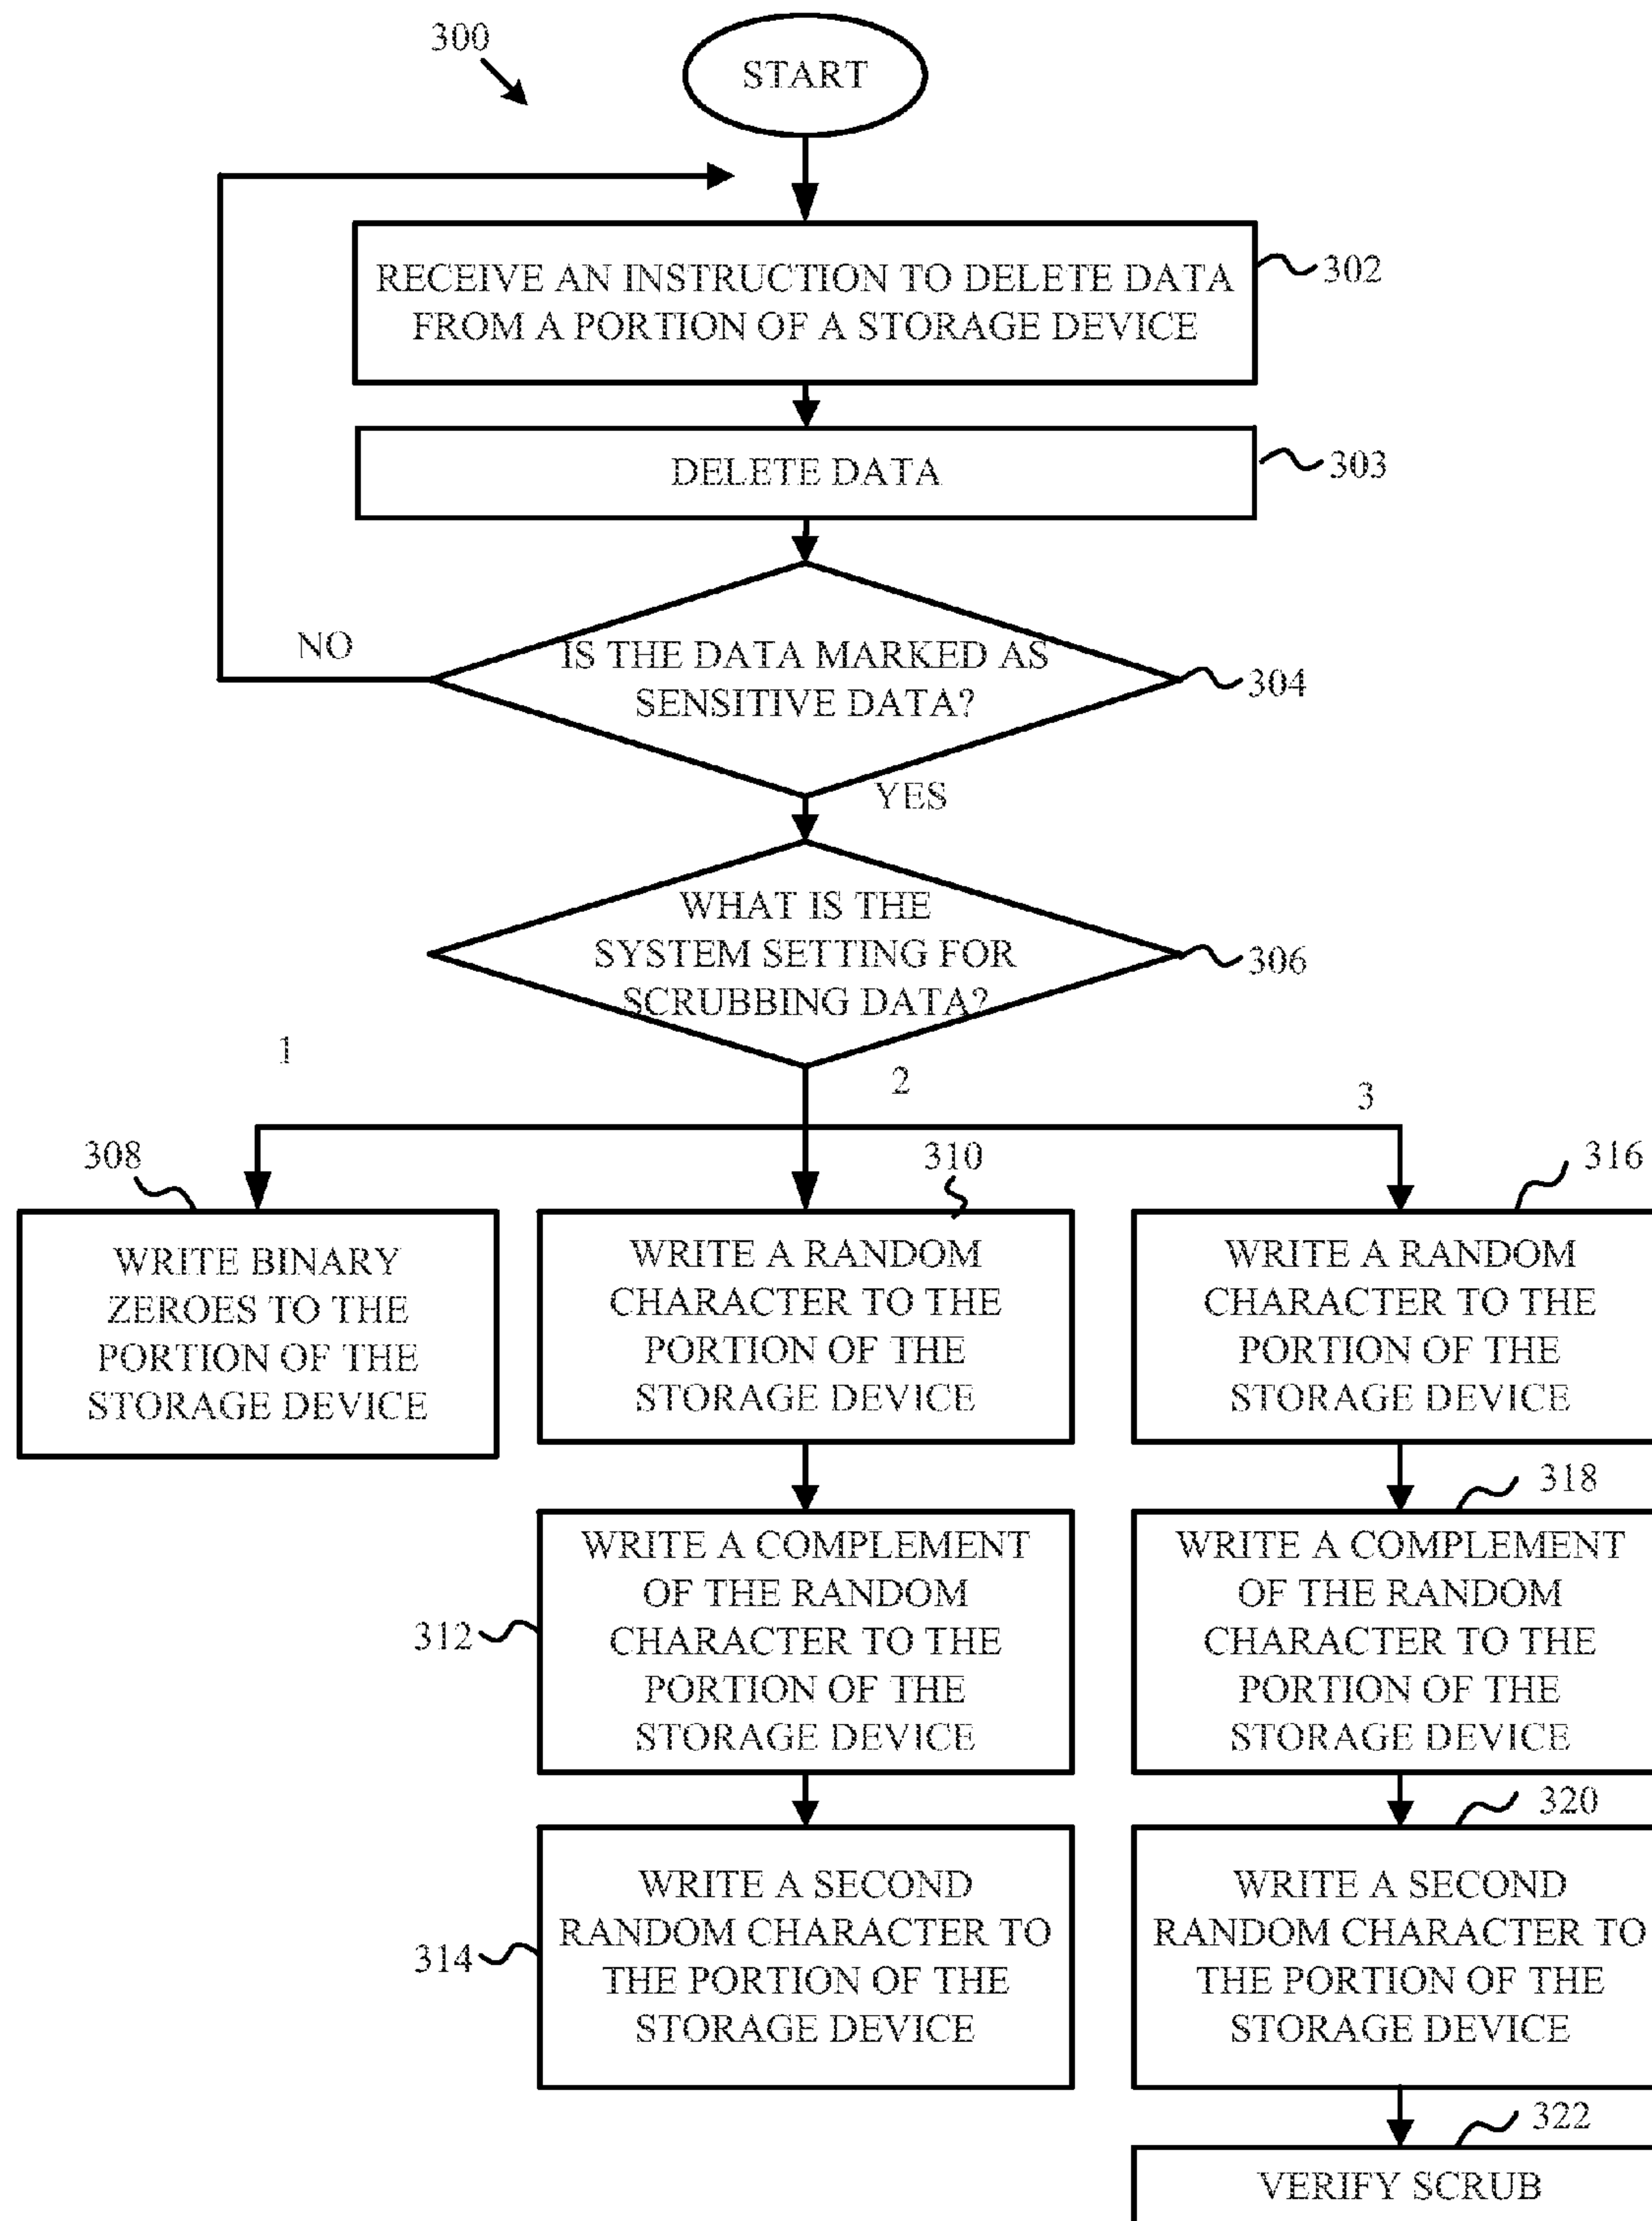 300
START
RECEIVE AN INSTRUCTION TO DELETE DATA
FROM A PORTION OF A STORAGE DEVICE
302
DELETE DATA
303
NO
IS THE DATA MARKED AS
SENSITIVE DATA?
304
YES
WHAT IS THE
SYSTEM SETTING FOR
SCRUBBING DATA?
306
1
2
3
308
WRITE BINARY
ZEROES TO THE
PORTION OF THE
STORAGE DEVICE
310
WRITE A RANDOM
CHARACTER TO THE
PORTION OF THE
STORAGE DEVICE
316
WRITE A RANDOM
CHARACTER TO THE
PORTION OF THE
STORAGE DEVICE
312
WRITE A COMPLEMENT
OF THE RANDOM
CHARACTER TO THE
PORTION OF THE
STORAGE DEVICE
318
WRITE A COMPLEMENT
OF THE RANDOM
CHARACTER TO THE
PORTION OF THE
STORAGE DEVICE
314
WRITE A SECOND
RANDOM CHARACTER TO
THE PORTION OF THE
STORAGE DEVICE
320
WRITE A SECOND
RANDOM CHARACTER TO
THE PORTION OF THE
STORAGE DEVICE
322
VERIFY SCRUB